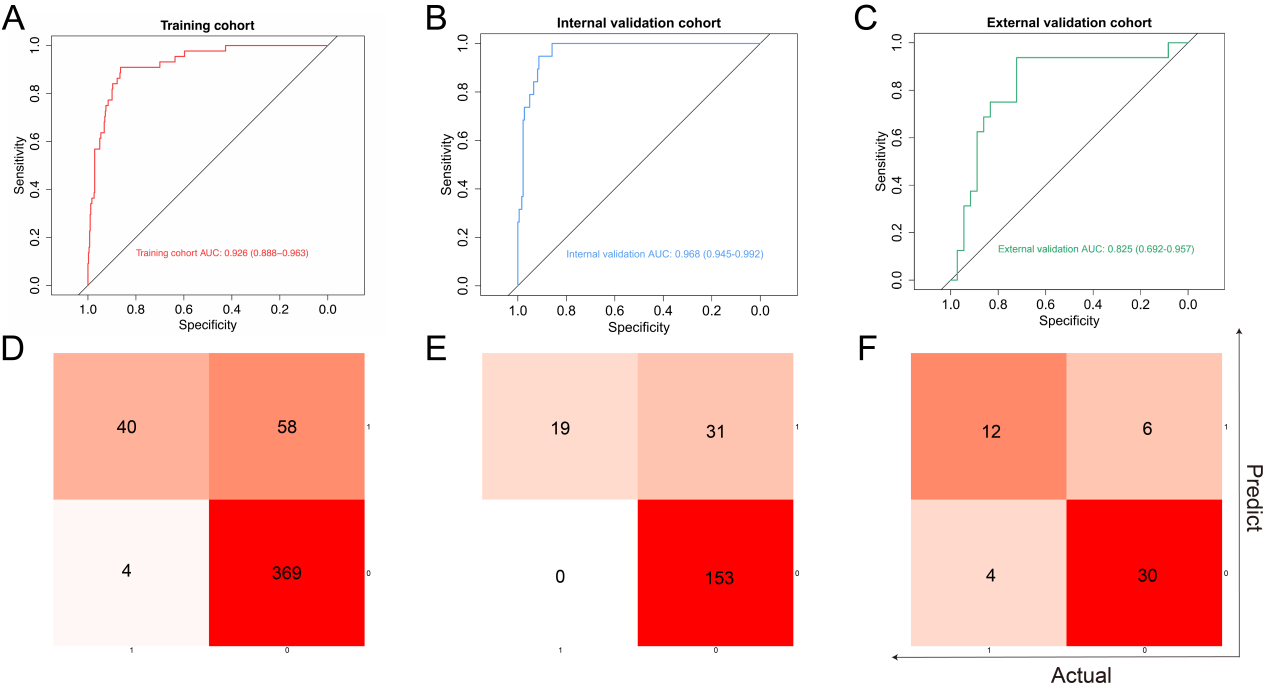 A
Training cohort
1.0
0.8
0.6
0.4
0.2
0.0
Sensitivity
Training cohort AUC: 0.926 (0.888–0.963)
1.0 0.8 0.6 0.4 0.2 0.0
Specificity
B
Internal validation cohort
1.0
0.8
0.6
0.4
0.2
0.0
Sensitivity
Internal validation AUC: 0.968 (0.945-0.992)
1.0 0.8 0.6 0.4 0.2 0.0
Specificity
C
External validation cohort
1.0
0.8
0.6
0.4
0.2
0.0
Sensitivity
External validation AUC: 0.825 (0.692-0.957)
1.0 0.8 0.6 0.4 0.2 0.0
Specificity
D
40 58 1
4 369 0
1 0
E
19 31 1
0 153 0
1 0
F
12 6 1
4 30 0
1 0
Predict
Actual